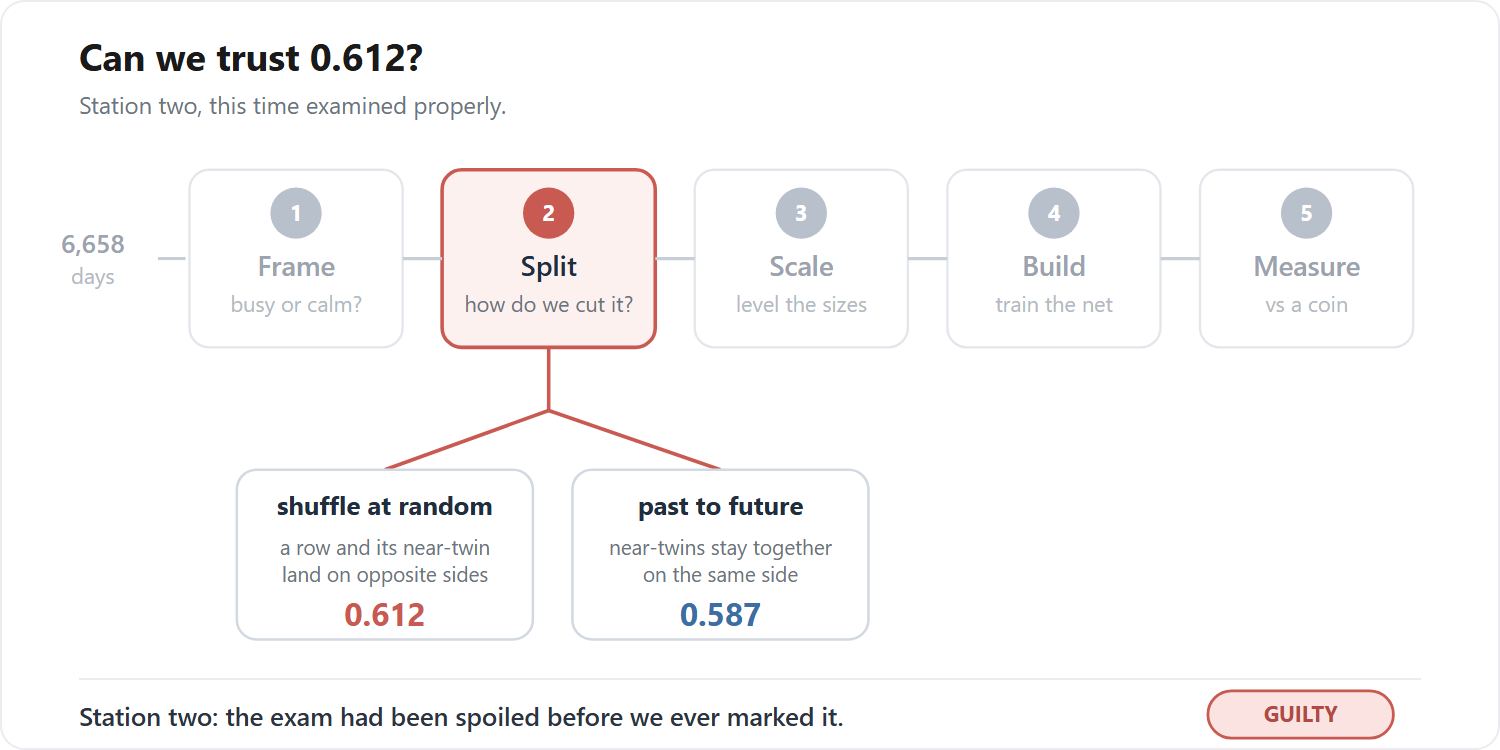 Can we trust 0.612?
Station two, this time examined properly.
6,658
days
1
Frame
busy or calm?
2
Split
how do we cut it?
3
Scale
level the sizes
4
Build
train the net
5
Measure
vs a coin
shuffle at random
a row and its near-twin
land on opposite sides
0.612
past to future
near-twins stay together
on the same side
0.587
Station two: the exam had been spoiled before we ever marked it.
GUILTY